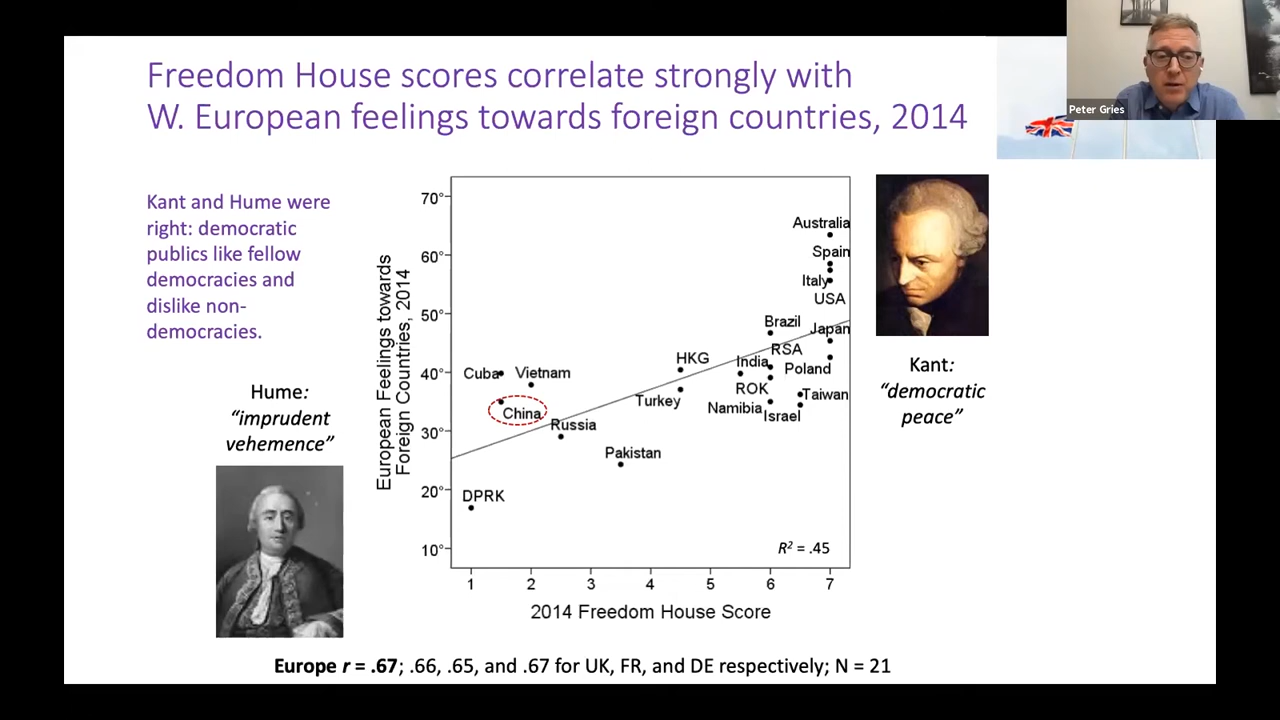 Freedom House scores correlate strongly with
W. European feelings towards foreign countries, 2014
Peter Gries
Kant and Hume were
right: democratic
publics like fellow
democracies and
dislike non-
democracies.
Hume:
“imprudent
vehemence”
European Feelings towards
Foreign Countries, 2014
70°
60°
50°
40°
30°
20°
10°
Australia
Spain
Italy
USA
Brazil
Japan
HKG
RSA
India
Poland
Cuba
Vietnam
ROK
Turkey
Taiwan
China
Namibia
Israel
Russia
Pakistan
DPRK
R² = .45
1 2 3 4 5 6 7
2014 Freedom House Score
Kant:
“democratic
peace”
Europe r = .67; .66, .65, and .67 for UK, FR, and DE respectively; N = 21